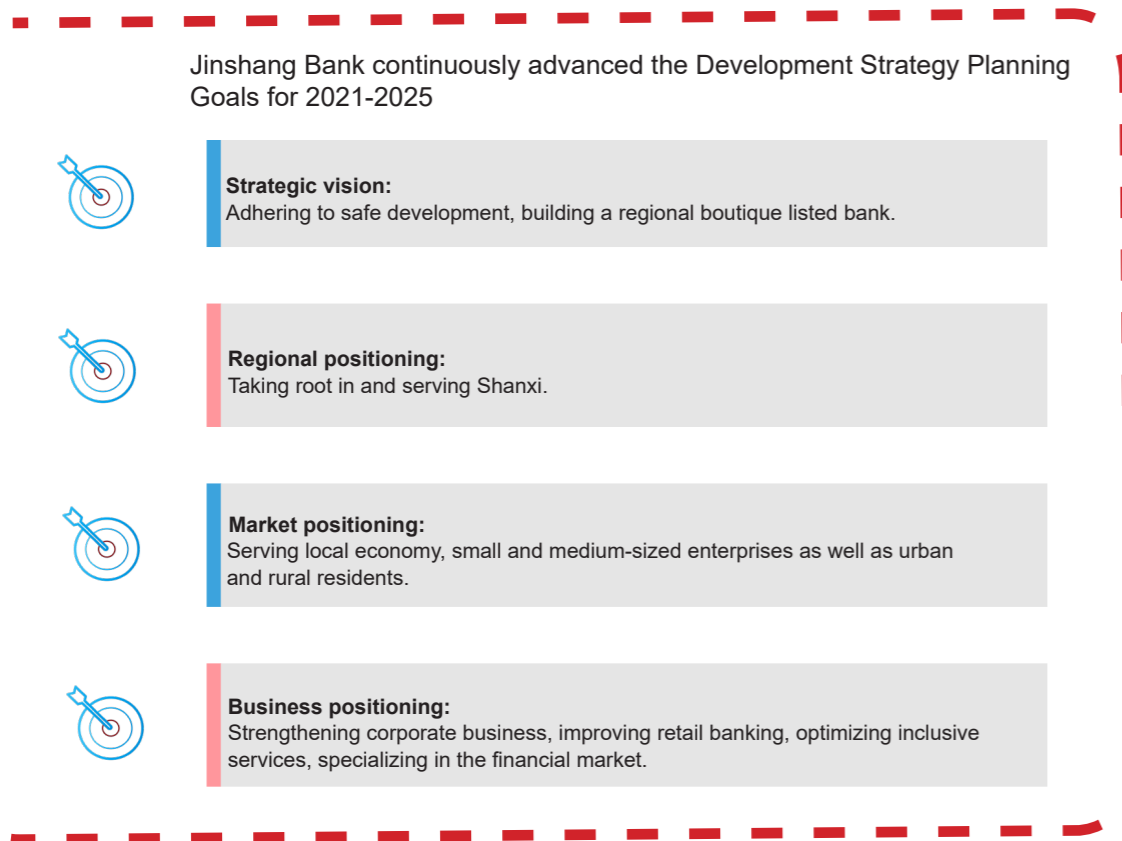 Jinshang Bank continuously advanced the Development Strategy Planning
Goals for 2021-2025
Strategic vision:
Adhering to safe development, building a regional boutique listed bank.
Regional positioning:
Taking root in and serving Shanxi.
Market positioning:
Serving local economy, small and medium-sized enterprises as well as urban
and rural residents.
Business positioning:
Strengthening corporate business, improving retail banking, optimizing inclusive
services, specializing in the financial market.